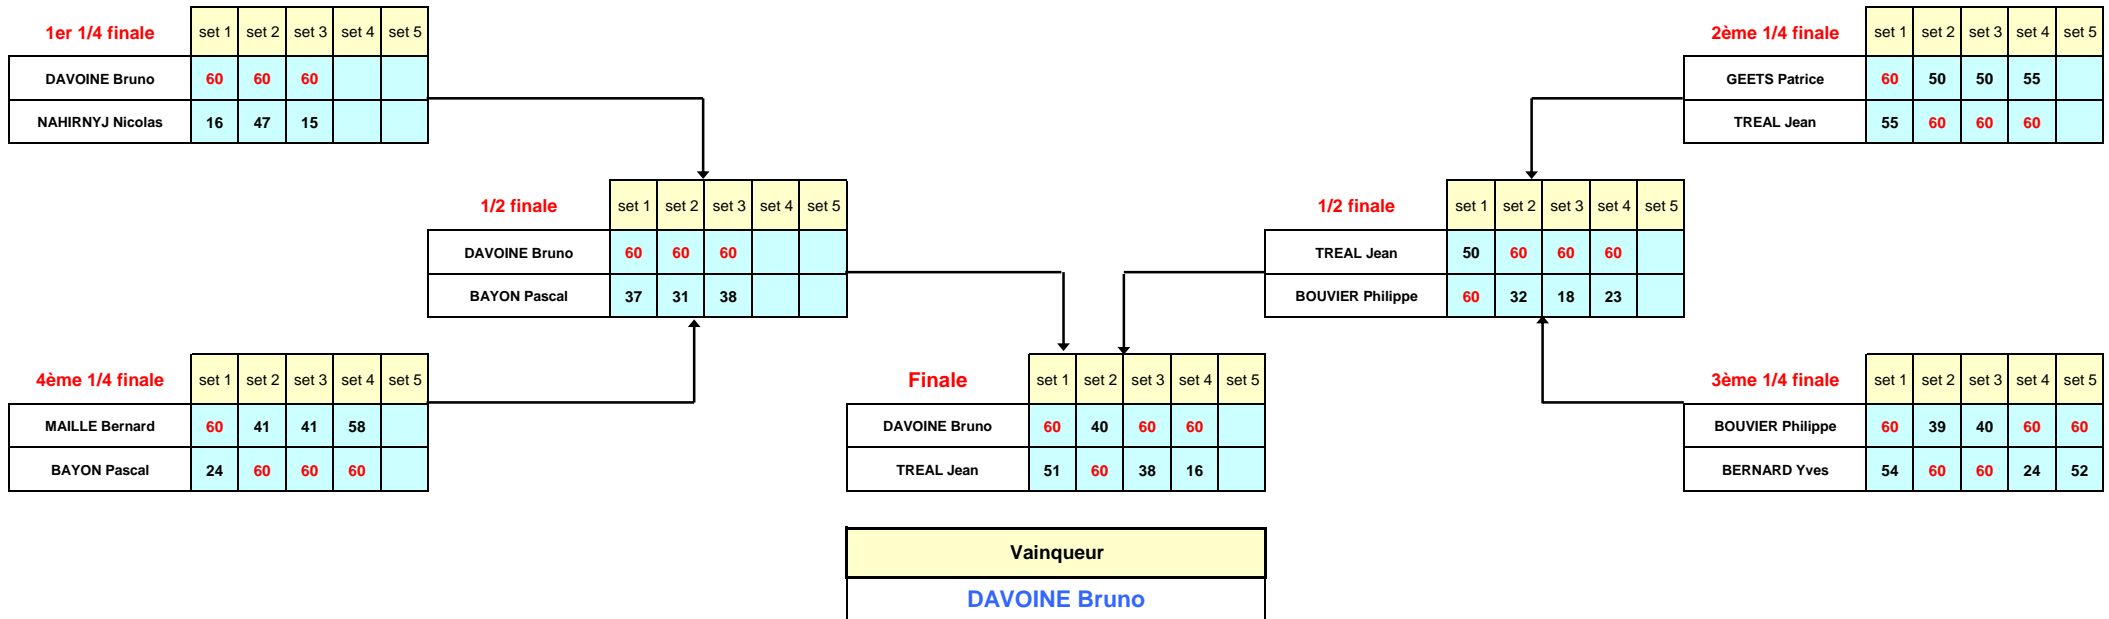 1er 1/4 finale set 1 set 2 set 3 set 4 set 5
DAVOINE Bruno 60 60 60
NAHIRNYJ Nicolas 16 47 15
2ème 1/4 finale set 1 set 2 set 3 set 4 set 5
GEETS Patrice 60 50 50 55
TREAL Jean 55 60 60 60
1/2 finale set 1 set 2 set 3 set 4 set 5
DAVOINE Bruno 60 60 60
BAYON Pascal 37 31 38
1/2 finale set 1 set 2 set 3 set 4 set 5
TREAL Jean 50 60 60 60
BOUVIER Philippe 60 32 18 23
4ème 1/4 finale set 1 set 2 set 3 set 4 set 5
MAILLE Bernard 60 41 41 58
BAYON Pascal 24 60 60 60
Finale set 1 set 2 set 3 set 4 set 5
DAVOINE Bruno 60 40 60 60
TREAL Jean 51 60 38 16
3ème 1/4 finale set 1 set 2 set 3 set 4 set 5
BOUVIER Philippe 60 39 40 60 60
BERNARD Yves 54 60 60 24 52
Vainqueur
DAVOINE Bruno